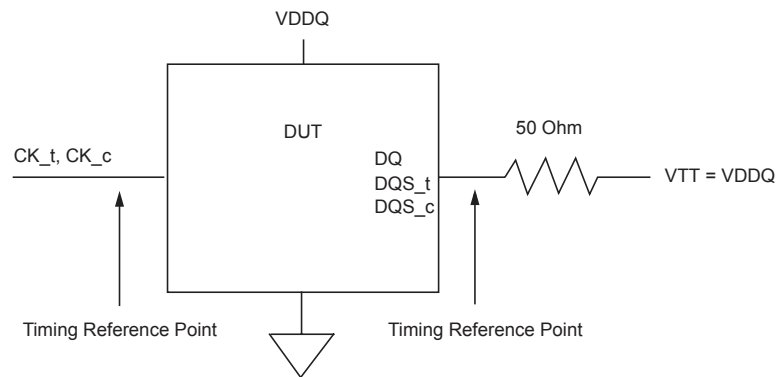 VDDQ
DUT
50 Ohm
CK_t, CK_c
DQ
DQS_t
DQS_c
VTT = VDDQ
Timing Reference Point
Timing Reference Point